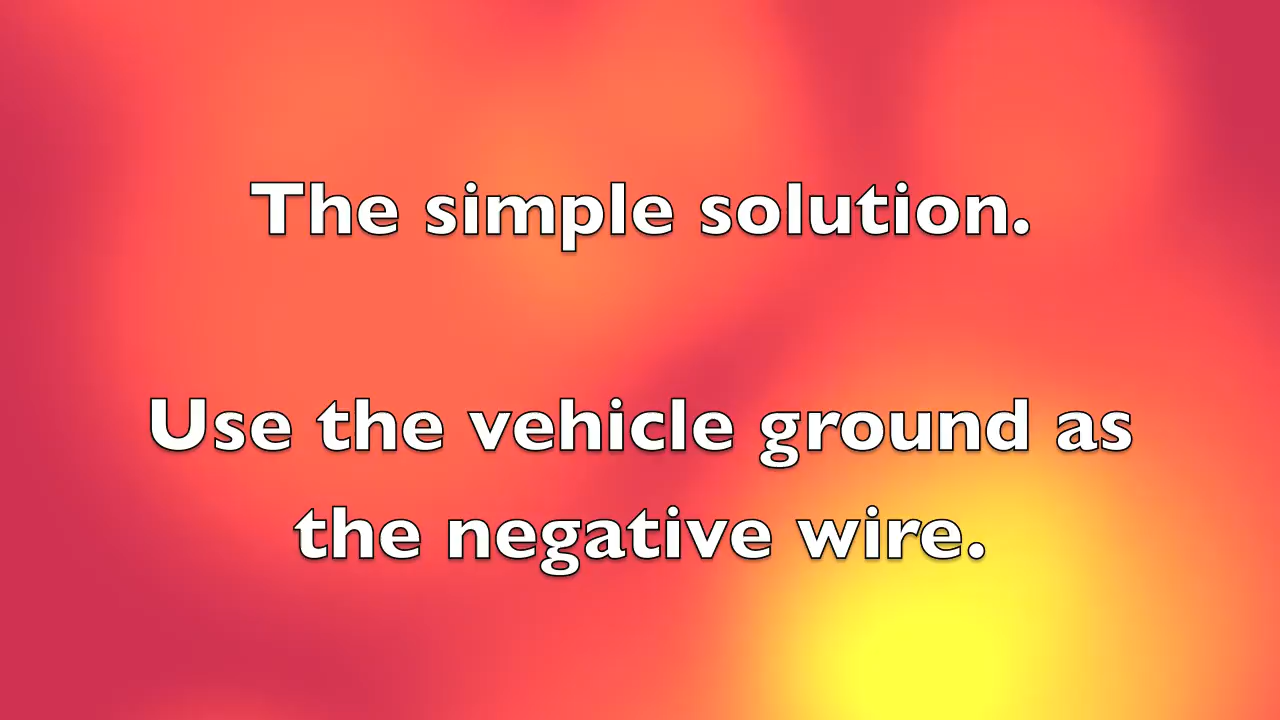 The simple solution.
Use the vehicle ground as
the negative wire.